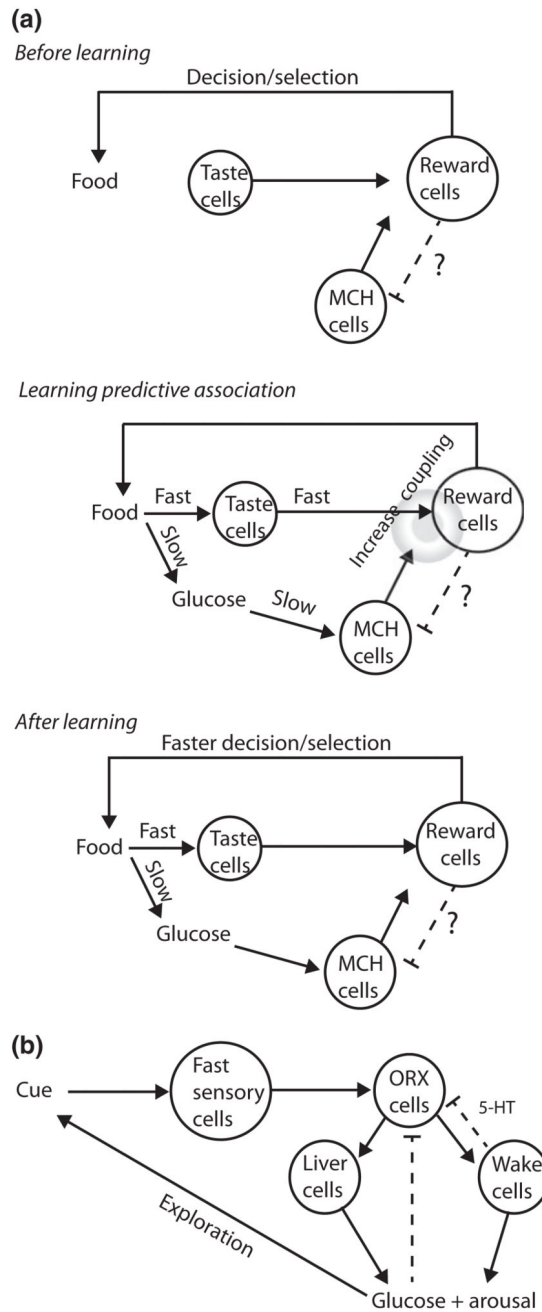 (a)
Before learning
Decision/selection
Food
Taste
cells
Reward
cells
?
MCH
cells
Learning predictive association
Food
Fast
Taste
cells
Fast
Increase coupling
Reward
cells
Slow
Glucose
Slow
MCH
cells
?
After learning
Faster decision/selection
Food
Fast
Taste
cells
Reward
cells
Slow
Glucose
MCH
cells
?
(b)
Cue
Fast
sensory
cells
ORX
cells
5-HT
Liver
cells
Wake
cells
Exploration
Glucose + arousal